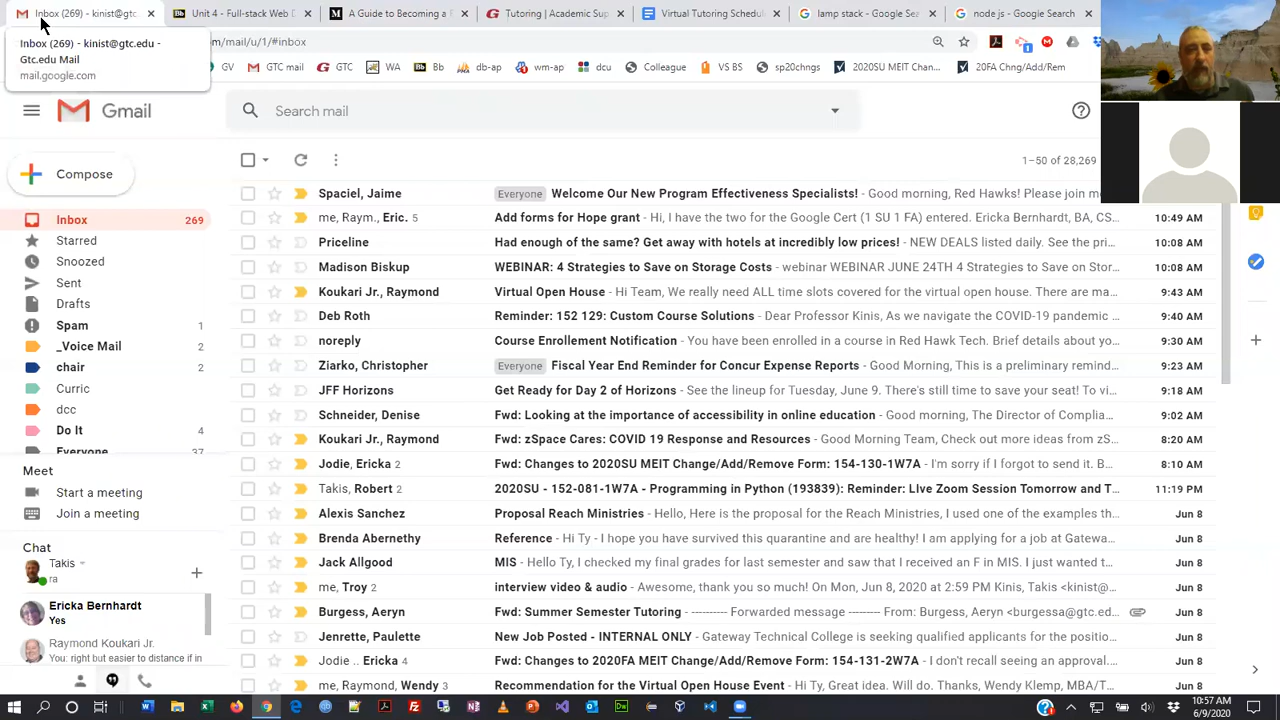 Inbox (269) - kinist@gtc.edu -
Announcements – 2
A Guide to Becoming a E
Tutoring | Academic Suc
Virtual Tutoring - Summ
lamp stack - Google Sear
node js - Google Search
Inbox (269) - kinist@gtc.edu -
Gtc.edu Mail
mail.google.com
m/mail/u/1/#inbox
GV
GTC mail
GTC
WA
Bb
db-ap
wrk-ap
dcu
Colleague
VS BS
sp20chngs
2020SU MEIT Chan...
20FA Chng/Add/Rem
Gmail
Search mail
Compose
1–50 of 28,269
Inbox 269
Starred
Snoozed
Sent
Drafts
Spam 1
_Voice Mail 2
chair 2
Curric
dcc
Do It 4
Everyone 37
Meet
Start a meeting
Join a meeting
Chat
Takis
ra
Ericka Bernhardt
Yes
Raymond Koukari Jr.
You: right but easier to distance if in
Spaciel, Jaime Everyone Welcome Our New Program Effectiveness Specialists! - Good morning, Red Hawks! Please join me
me, Raym., Eric. 5 Add forms for Hope grant - Hi, I have the two for the Google Cert (1 SU 1 FA) entered. Ericka Bernhardt, BA, CS... 10:49 AM
Priceline Had enough of the same? Get away with hotels at incredibly low prices! - NEW DEALS listed daily. See the pri... 10:08 AM
Madison Biskup WEBINAR: 4 Strategies to Save on Storage Costs - webinar WEBINAR JUNE 24TH 4 Strategies to Save on Stor... 10:08 AM
Koukari Jr., Raymond Virtual Open House - Hi Team, We really need ALL time slots covered for the virtual open house. There are ma... 9:43 AM
Deb Roth Reminder: 152 129: Custom Course Solutions - Dear Professor Kinis, As we navigate the COVID-19 pandemic ... 9:40 AM
noreply Course Enrollment Notification - You have been enrolled in a course in Red Hawk Tech. Brief details about yo... 9:30 AM
Ziarko, Christopher Everyone Fiscal Year End Reminder for Concur Expense Reports - Good Morning, This is a preliminary remind... 9:23 AM
JFF Horizons Get Ready for Day 2 of Horizons - See the lineup for Tuesday, June 9. There's still time to save your seat! To vi... 9:18 AM
Schneider, Denise Fwd: Looking at the importance of accessibility in online education - Good morning, The Director of Complia... 9:02 AM
Koukari Jr., Raymond Fwd: zSpace Cares: COVID 19 Response and Resources - Good Morning Team, Check out more ideas from zS... 8:20 AM
Jodie, Ericka 2 Fwd: Changes to 2020SU MEIT Change/Add/Remove Form: 154-130-1W7A - I'm sorry if I forgot to send it. B... 8:10 AM
Takis, Robert 2 2020SU - 152-081-1W7A - Programming in Python (193839): Reminder: LIve Zoom Session Tomorrow and T... 11:19 PM
Alexis Sanchez Proposal Reach Ministries - Hello, Here is the proposal for the Reach Ministries, I used one of the examples th... Jun 8
Brenda Abernethy Reference - Hi Ty - I hope you have survived this quarantine and are healthy! I am applying for a job at Gatewa... Jun 8
Jack Allgood MIS - Hello Ty, I checked my final grades for last semester and saw that I received an F in MIS. I just wanted t... Jun 8
me, Troy 2 Interview video & audio - Awesome, thank you very much! On Mon, Jun 8, 2020 at 2:59 PM Kinis, Takis <kinist@... Jun 8
Burgess, Aeryn Fwd: Summer Semester Tutoring - ---------- Forwarded message --------- From: Burgess, Aeryn <burgessa@gtc.ed... Jun 8
Jennette, Paulette New Job Posted - INTERNAL ONLY - Gateway Technical College is seeking qualified applicants for the positio... Jun 8
Jodie .. Ericka 4 Fwd: Changes to 2020FA MEIT Change/Add/Remove Form: 154-131-2W7A - I don't recall seeing an approval.... Jun 8
me, Raymo., Wendy 3 Recommendation for the Virtual Open House Event - Hi Ty, Great idea. Will do. Thanks, Wendy Klemp, MBA/T... Jun 8
10:57 AM
6/9/2020